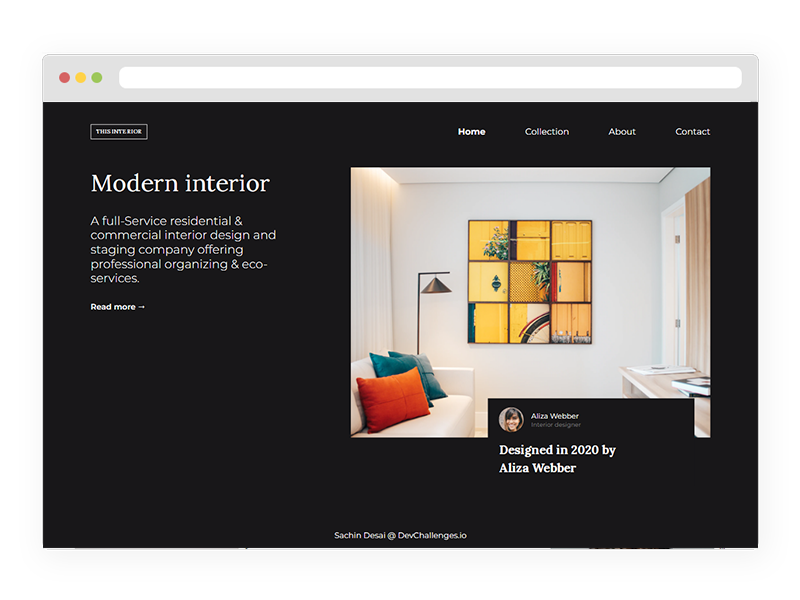 THIS INTERIOR
Home Collection About Contact
Modern interior
A full-Service residential &
commercial interior design and
staging company offering
professional organizing & eco-
services.
Read more →
Aliza Webber
Interior designer
Designed in 2020 by
Aliza Webber
Sachin Desai @ DevChallenges.io